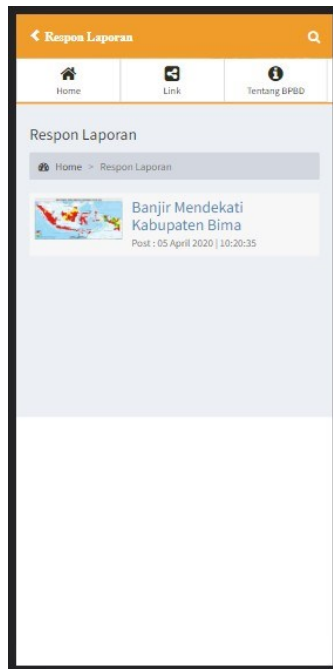 Respon Laporan
Home
Link
Tentang BPBD
Respon Laporan
Home > Respon Laporan
Banjir Mendekati
Kabupaten Bima
Post : 05 April 2020 | 10:20:35